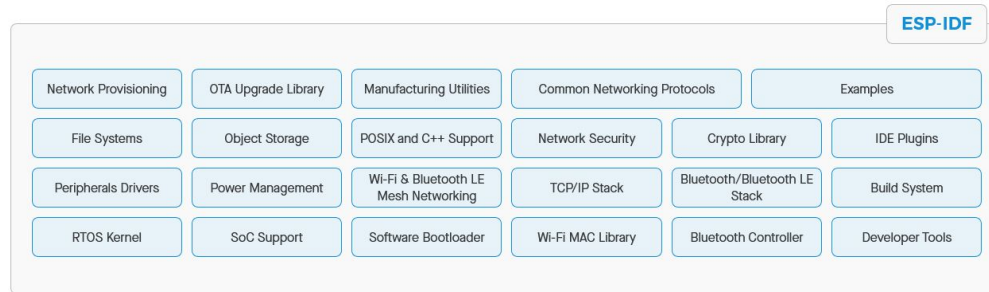 ESP-IDF
Network Provisioning
OTA Upgrade Library
Manufacturing Utilities
Common Networking Protocols
Examples
File Systems
Object Storage
POSIX and C++ Support
Network Security
Crypto Library
IDE Plugins
Peripherals Drivers
Power Management
Wi-Fi & Bluetooth LE
Mesh Networking
TCP/IP Stack
Bluetooth/Bluetooth LE
Stack
Build System
RTOS Kernel
SoC Support
Software Bootloader
Wi-Fi MAC Library
Bluetooth Controller
Developer Tools